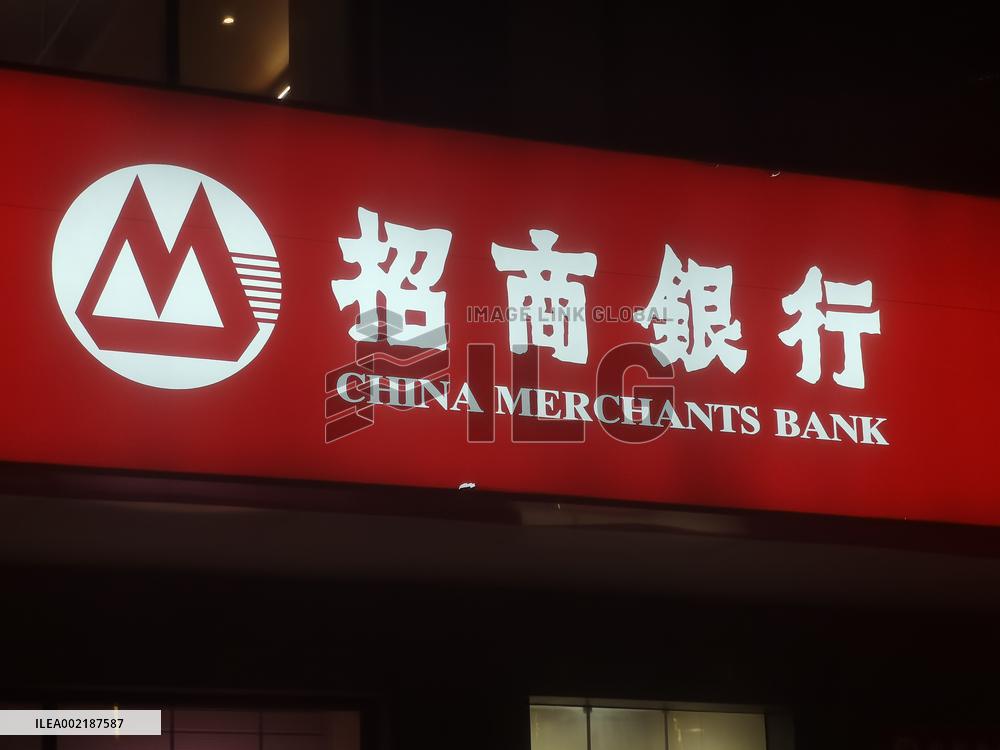 招商銀行
IMAGE LINK GLOBAL
ILG
CHINA MERCHANTS BANK
ILEA002187587